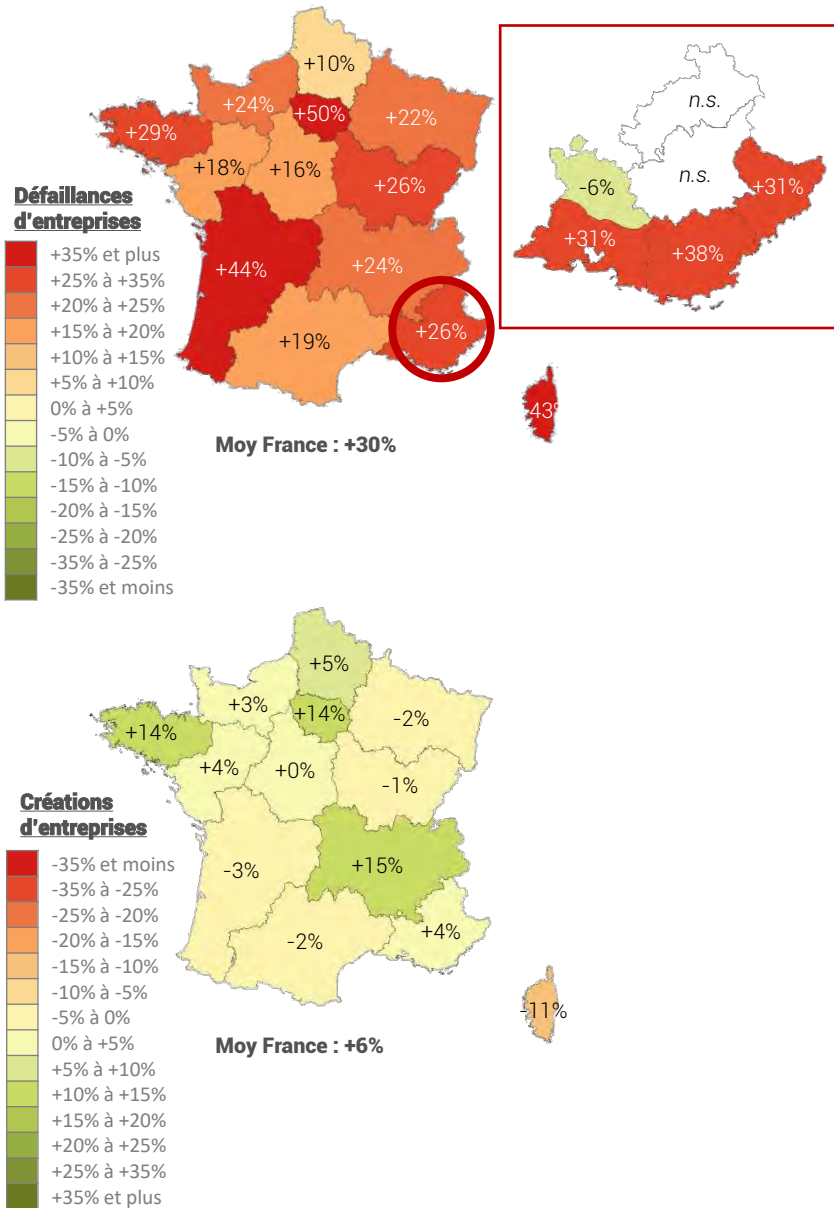 +10%
+24%
+50%
+22%
+29%
+18%
+16%
+26%
+44%
+24%
+19%
+26%
43%
Moy France : +30%
n.s.
n.s.
-6%
+31%
+31%
+38%
Défaillances
d'entreprises
+35% et plus
+25% à +35%
+20% à +25%
+15% à +20%
+10% à +15%
+5% à +10%
0% à +5%
-5% à 0%
-10% à -5%
-15% à -10%
-20% à -15%
-25% à -20%
-35% à -25%
-35% et moins
+5%
+3%
+14%
-2%
+14%
+4%
+0%
-1%
-3%
+15%
-2%
+4%
-11%
Moy France : +6%
Créations
d'entreprises
-35% et moins
-35% à -25%
-25% à -20%
-20% à -15%
-15% à -10%
-10% à -5%
-5% à 0%
0% à +5%
+5% à +10%
+10% à +15%
+15% à +20%
+20% à +25%
+25% à +35%
+35% et plus